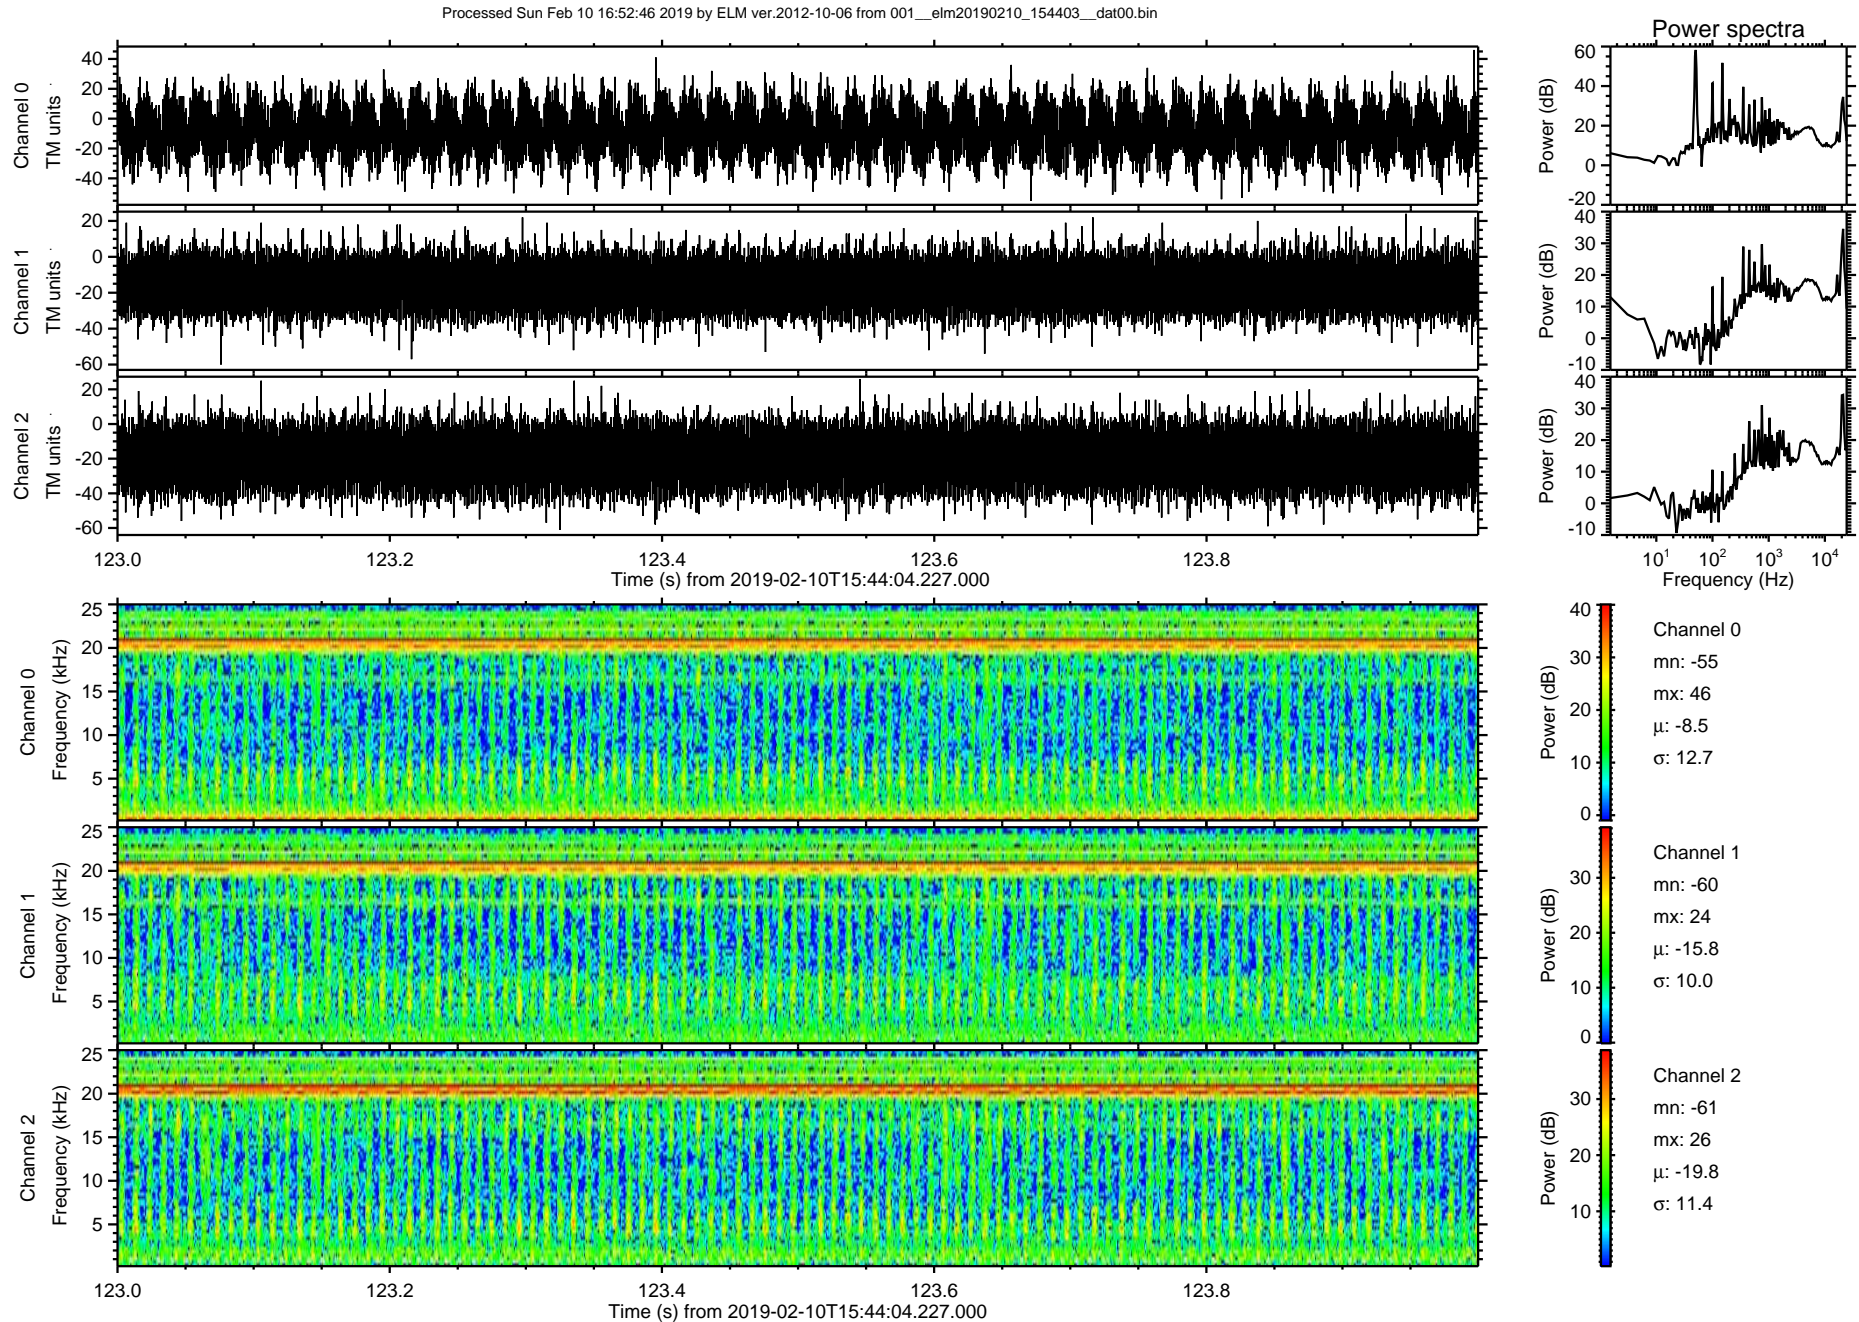 Processed Sun Feb 10 16:52:46 2019 by ELM ver.2012-10-06 from 001__elm20190210_154403__dat00.bin
Power spectra
Channel 0
TM units
40
20
0
-20
-40
Power (dB)
60
40
20
0
-20
Channel 1
TM units
20
0
-20
-40
-60
Power (dB)
40
30
20
10
0
-10
Channel 2
TM units
20
0
-20
-40
-60
Power (dB)
40
30
20
10
0
-10
123.0 123.2 123.4 123.6 123.8
Time (s) from 2019-02-10T15:44:04.227.000
10^1 10^2 10^3 10^4
Frequency (Hz)
Channel 0
Frequency (kHz)
25
20
15
10
5
Power (dB)
40
30
20
10
0
Channel 0
mn: -55
mx: 46
μ: -8.5
σ: 12.7
Channel 1
Frequency (kHz)
25
20
15
10
5
Power (dB)
30
20
10
0
Channel 1
mn: -60
mx: 24
μ: -15.8
σ: 10.0
Channel 2
Frequency (kHz)
25
20
15
10
5
Power (dB)
30
20
10
Channel 2
mn: -61
mx: 26
μ: -19.8
σ: 11.4
123.0 123.2 123.4 123.6 123.8
Time (s) from 2019-02-10T15:44:04.227.000